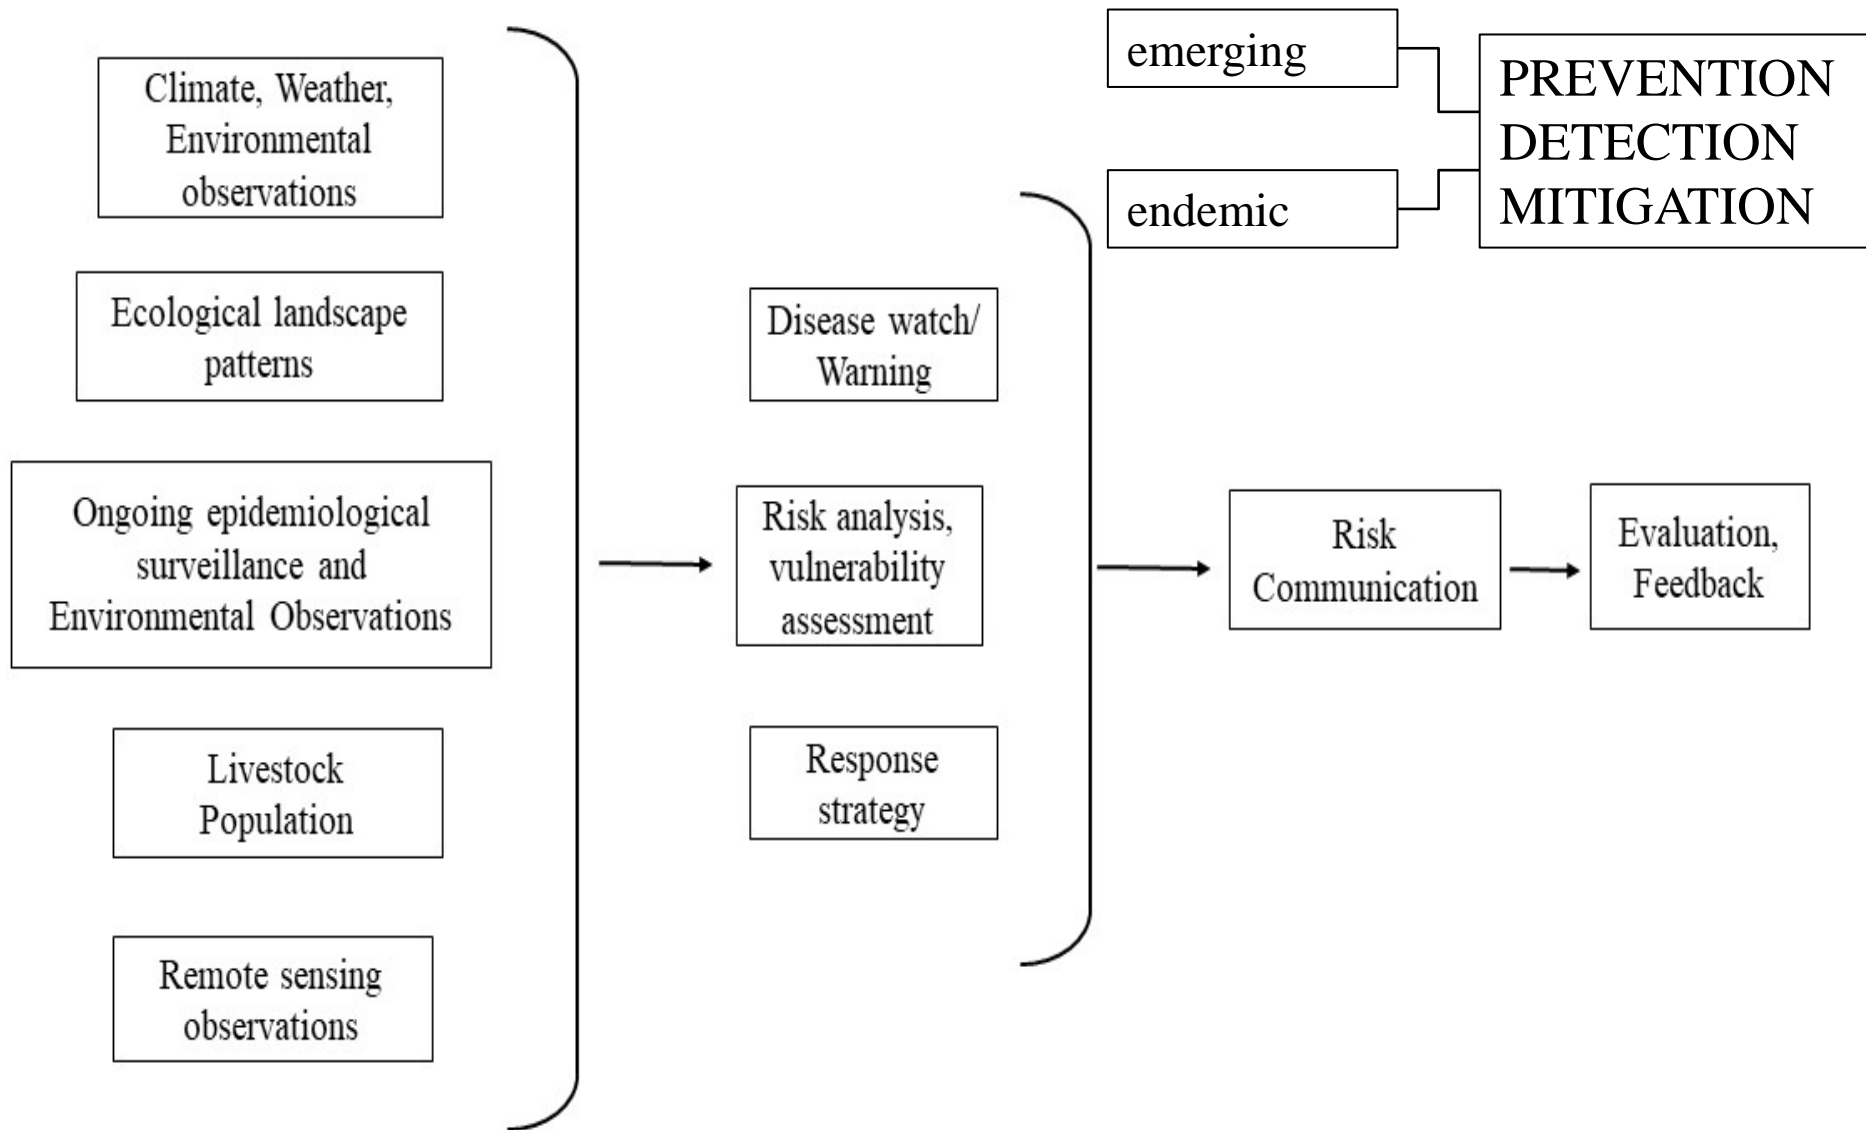 Climate, Weather,
Environmental
observations
Ecological landscape
patterns
Ongoing epidemiological
surveillance and
Environmental Observations
Livestock
Population
Remote sensing
observations
Disease watch/
Warning
Risk analysis,
vulnerability
assessment
Response
strategy
emerging
endemic
PREVENTION
DETECTION
MITIGATION
Risk
Communication
Evaluation,
Feedback